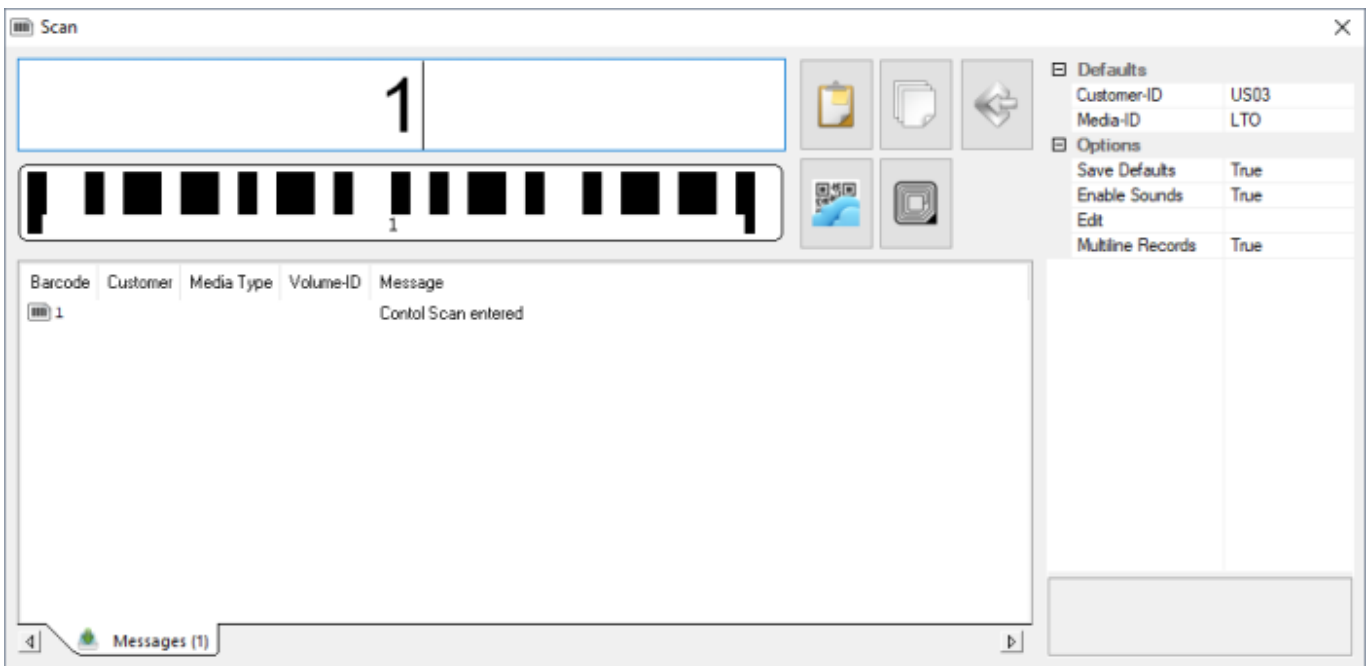 Scan
1
1
Barcode Customer Media Type Volume-ID Message
1 Contol Scan entered
Messages (1)
Defaults
Customer-ID US03
Media-ID LTO
Options
Save Defaults True
Enable Sounds True
Edit
Multiline Records True